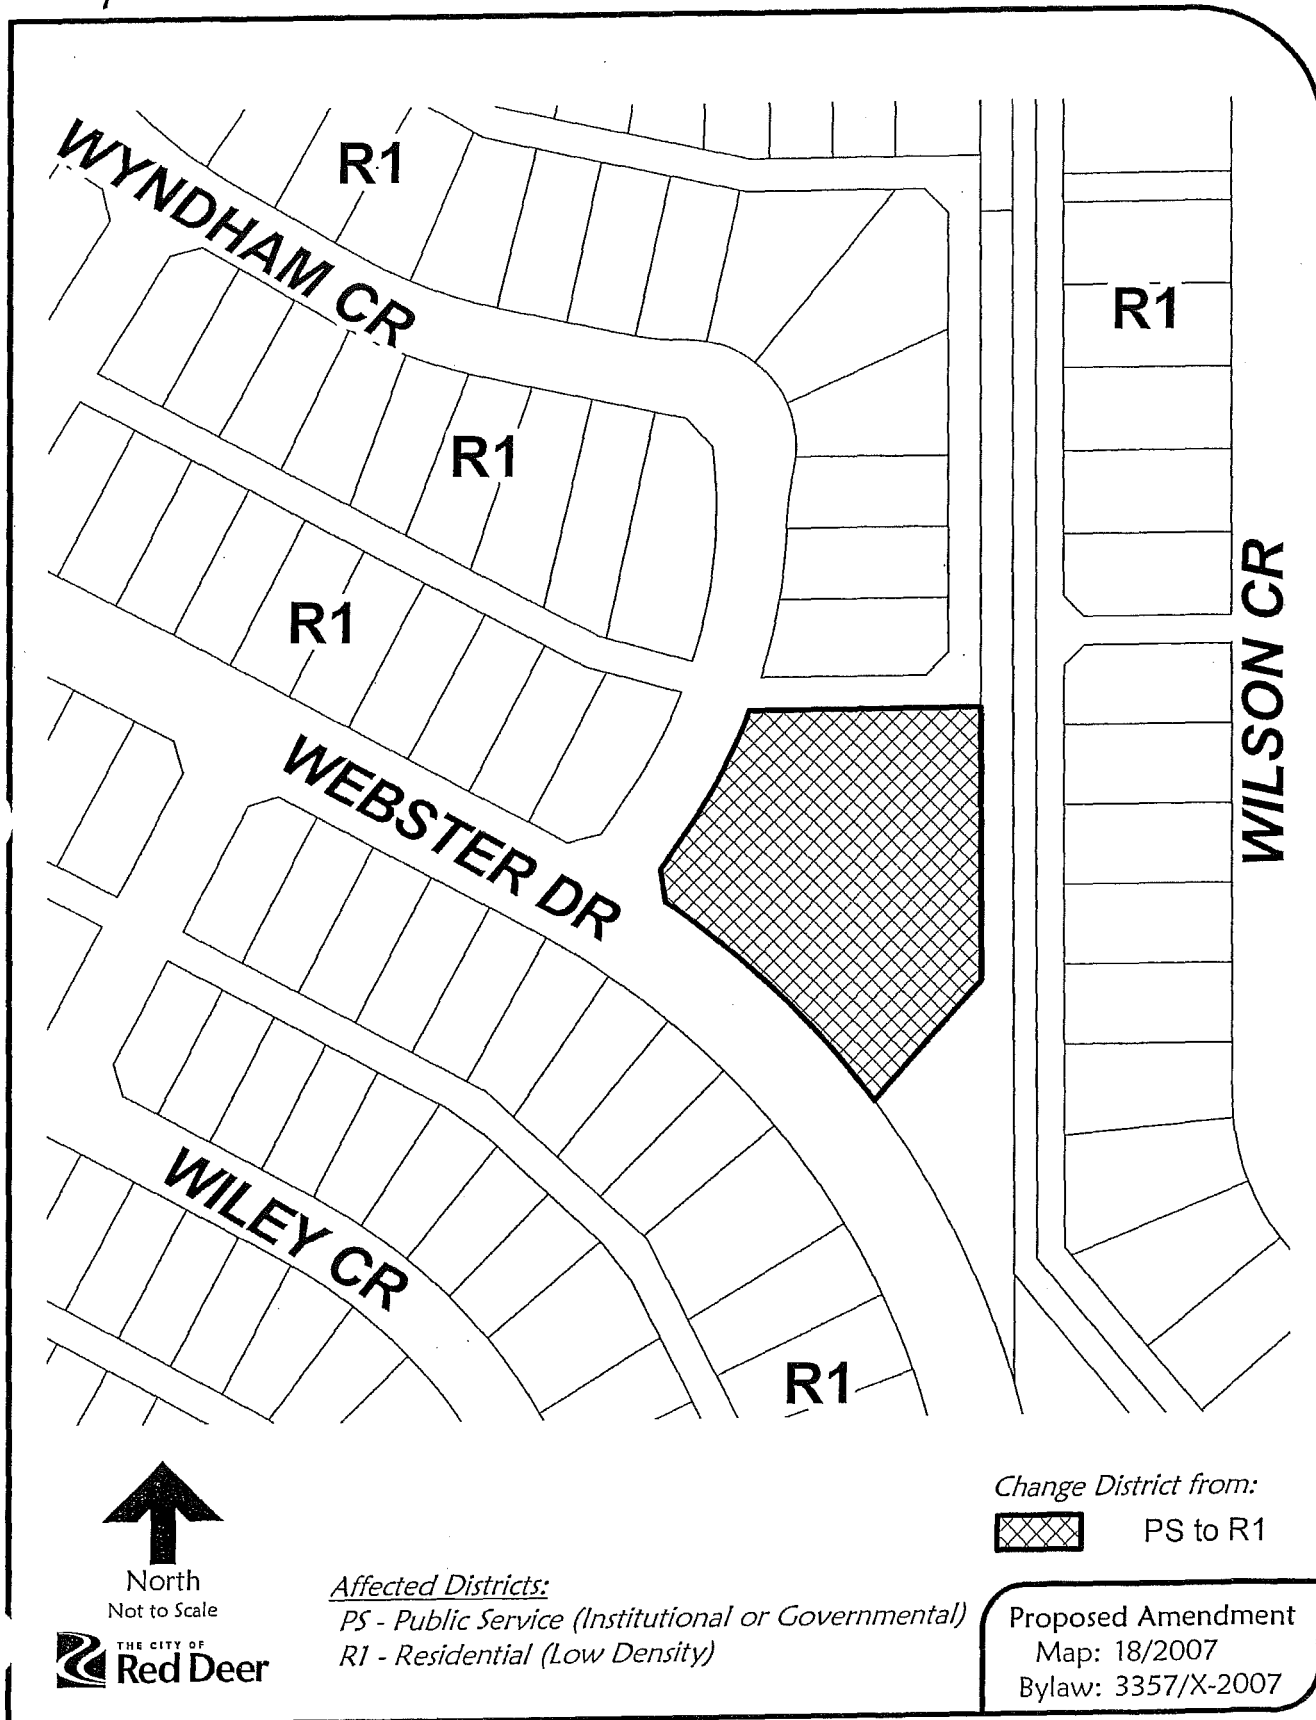 R1
WYNDHAM CR
R1
R1
R1
WILSON CR
WEBSTER DR
WILEY CR
R1
Change District from:
PS to R1
North
Not to Scale
THE CITY OF
Red Deer
Affected Districts:
PS - Public Service (Institutional or Governmental)
R1 - Residential (Low Density)
Proposed Amendment
Map: 18/2007
Bylaw: 3357/X-2007